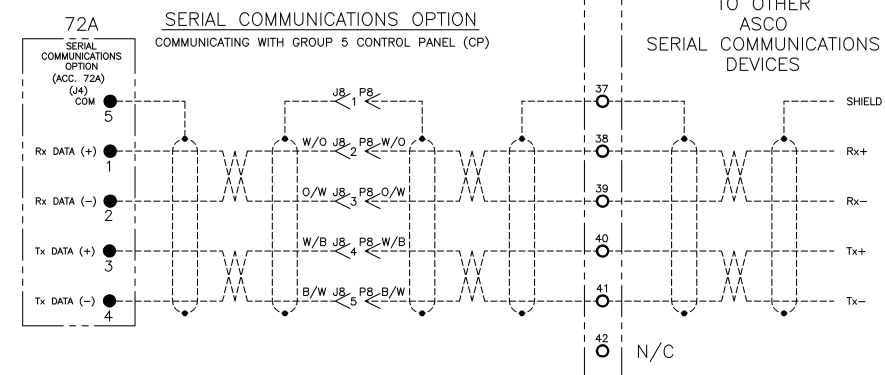 72A
SERIAL COMMUNICATIONS OPTION
COMMUNICATING WITH GROUP 5 CONTROL PANEL (CP)
TO OTHER
ASCO
SERIAL COMMUNICATIONS
DEVICES
SERIAL
COMMUNICATIONS
OPTION
(ACC. 72A)
(J4)
COM
5
J8 P8
1
37
SHIELD
Rx DATA (+)
1
W/O J8 P8 W/O
2
38
Rx+
Rx DATA (-)
2
O/W J8 P8 O/W
3
39
Rx-
Tx DATA (+)
3
W/B J8 P8 W/B
4
40
Tx+
Tx DATA (-)
4
B/W J8 P8 B/W
5
41
Tx-
42
N/C